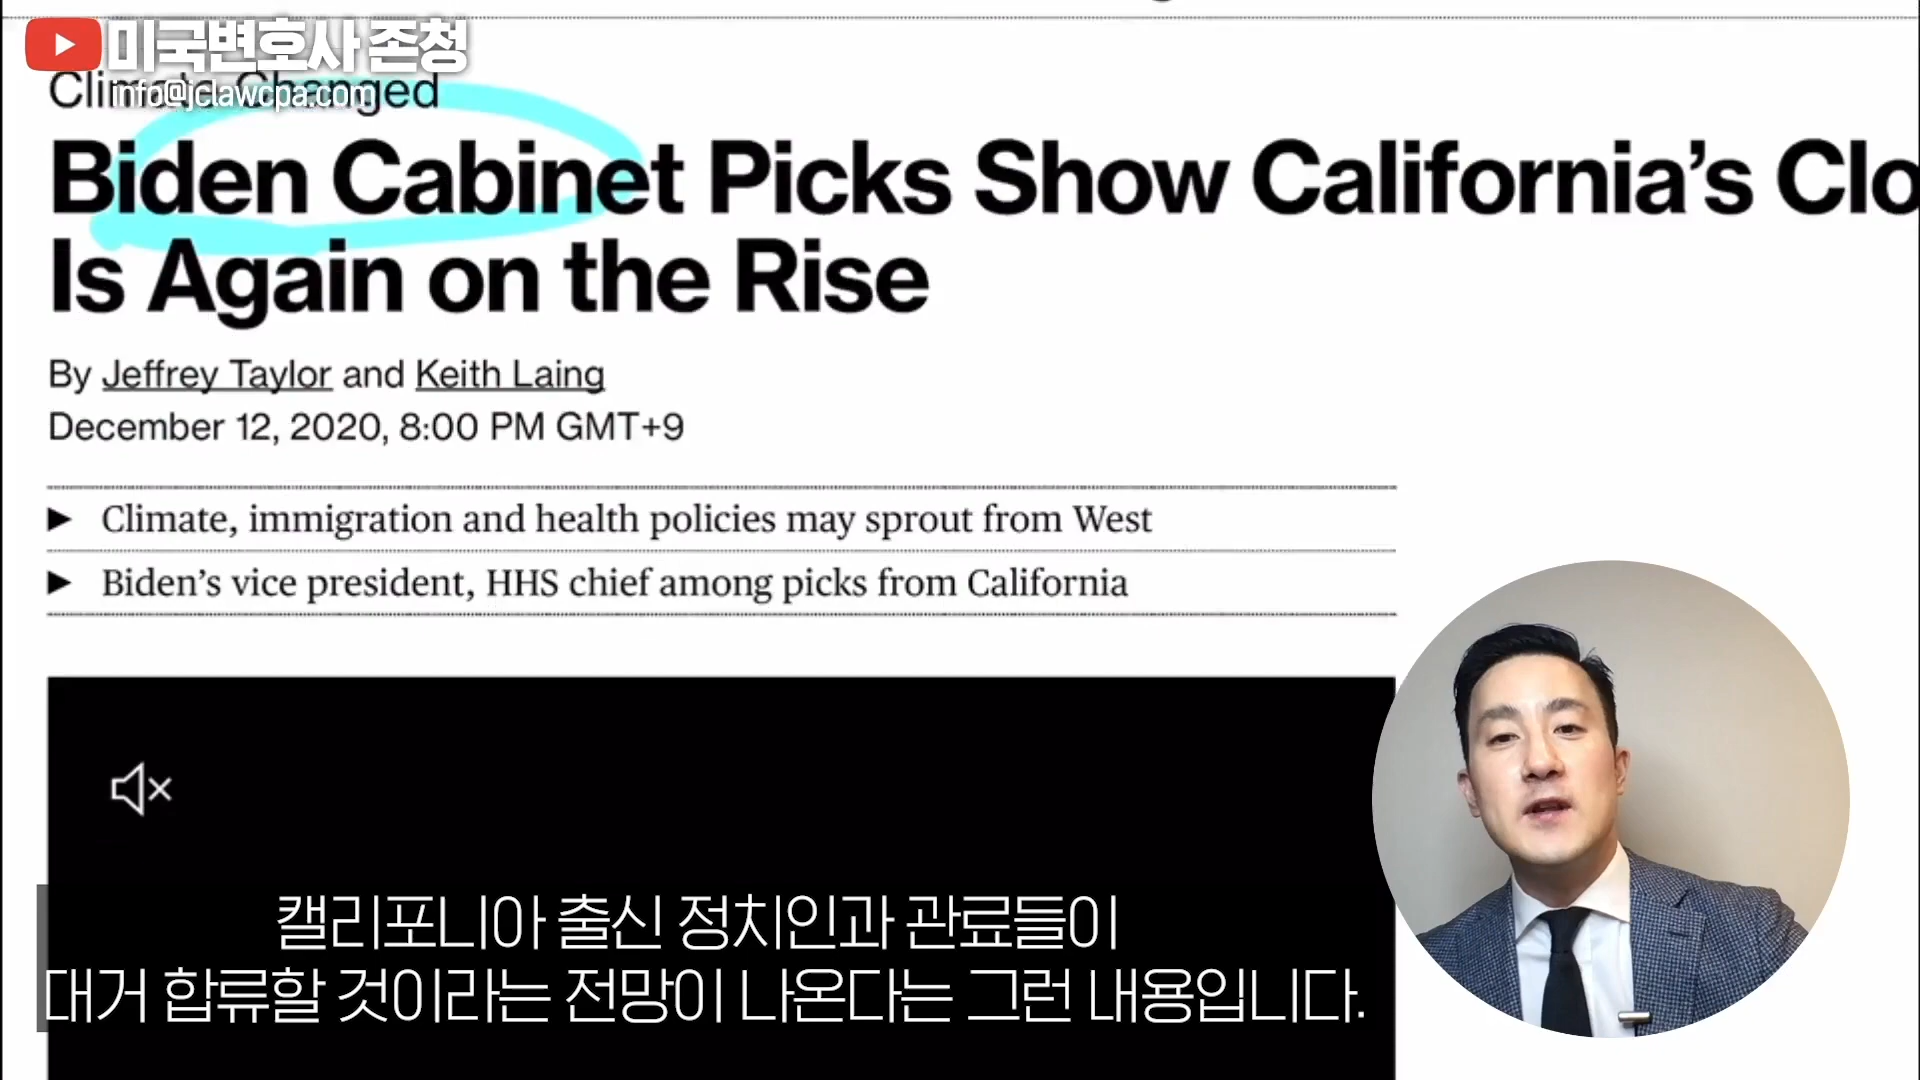 미국변호사 존청
info@jclawcpa.com
Climate Changed
Biden Cabinet Picks Show California's Clo
Is Again on the Rise
By Jeffrey Taylor and Keith Laing
December 12, 2020, 8:00 PM GMT+9
▶ Climate, immigration and health policies may sprout from West
▶ Biden's vice president, HHS chief among picks from California
캘리포니아 출신 정치인과 관료들이
대거 합류할 것이라는 전망이 나온다는 그런 내용입니다.